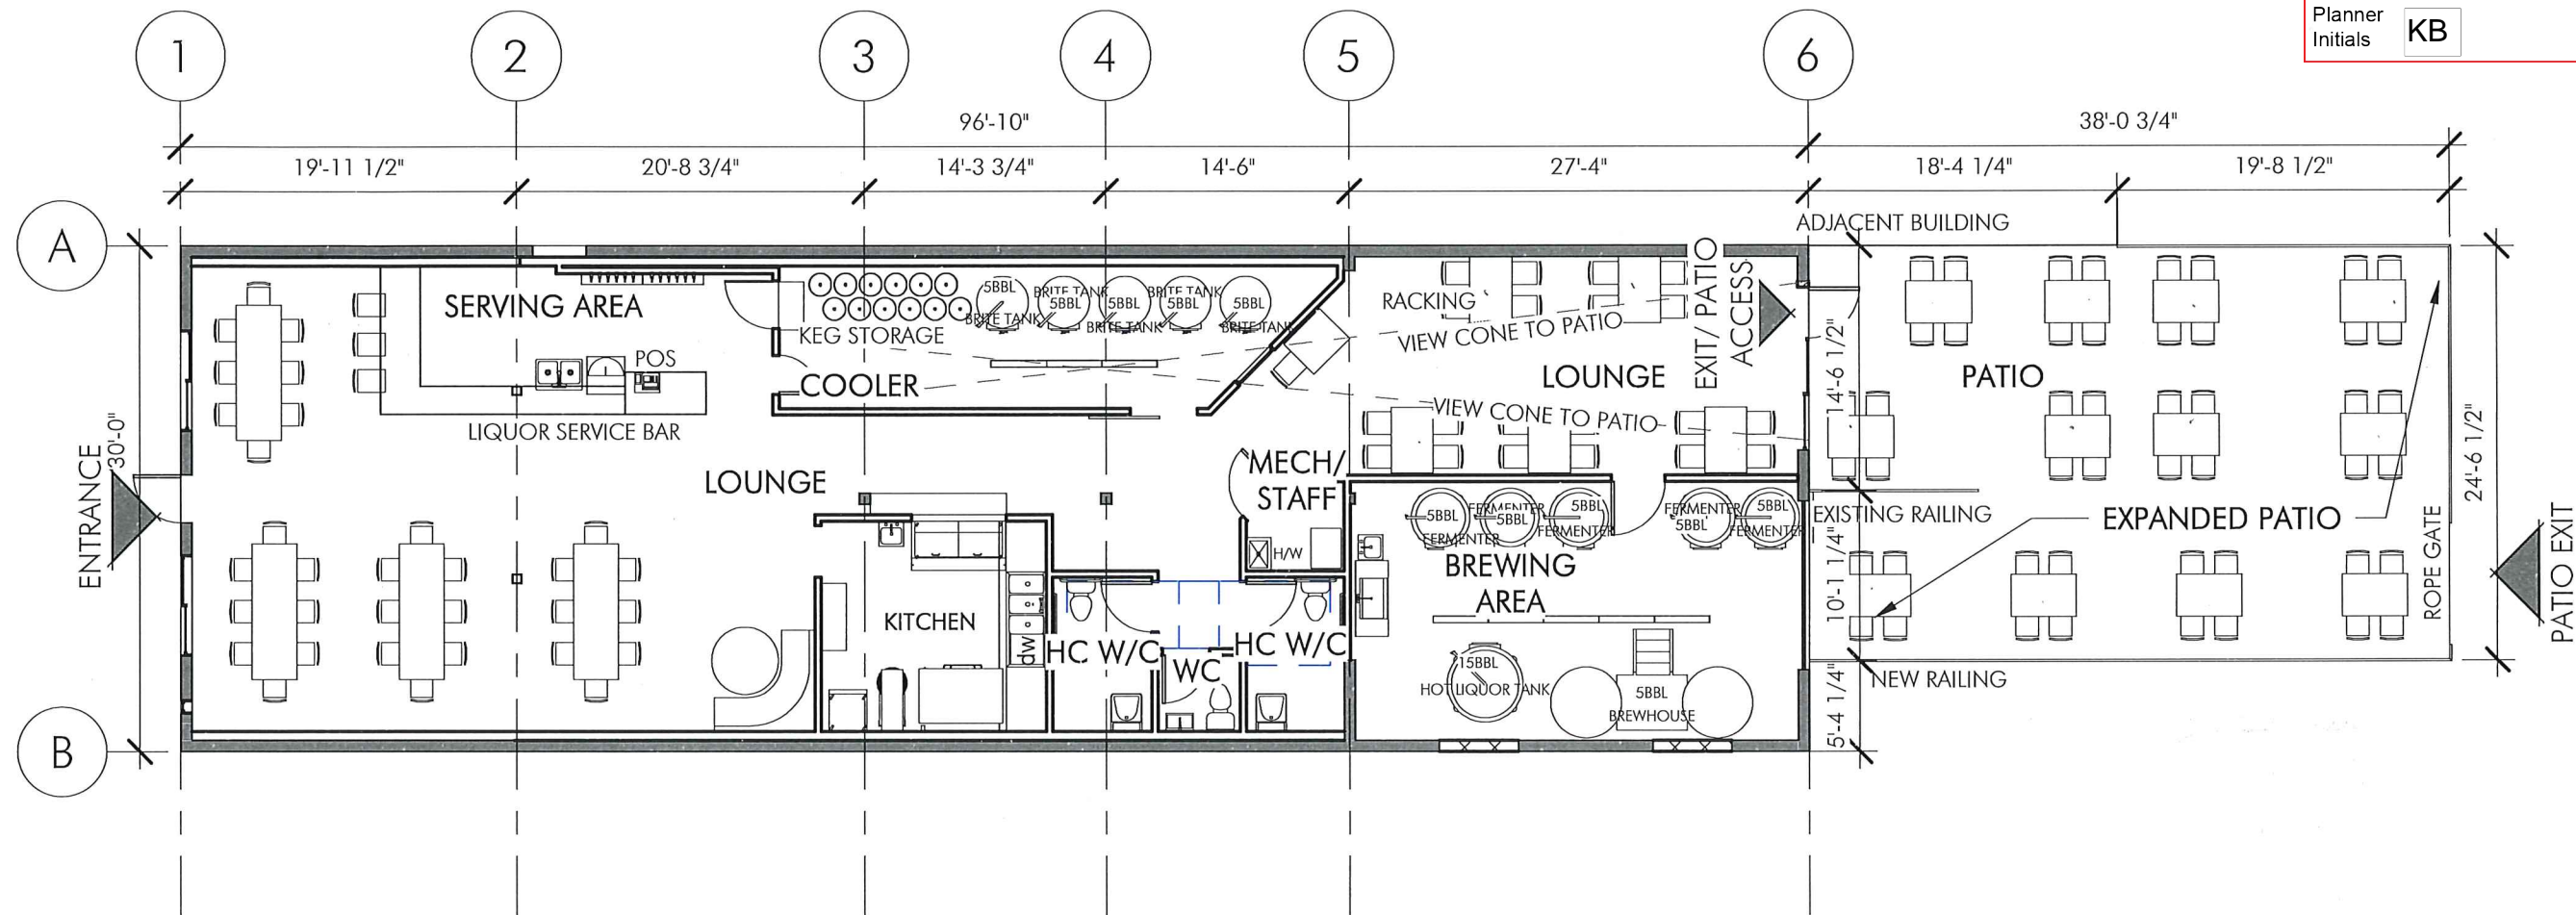 Planner
Initials
KB
1
2
3
4
5
6
96'-10"
38'-0 3/4"
19'-11 1/2"
20'-8 3/4"
14'-3 3/4"
14'-6"
27'-4"
18'-4 1/4"
19'-8 1/2"
A
B
ADJACENT BUILDING
SERVING AREA
POS
LIQUOR SERVICE BAR
KEG STORAGE
COOLER
5BBL
BRITE TANK
BRITE TANK
5BBL
5BBL
BRITE TANK
BRITE TANK
5BBL
5BBL
BRITE TANK
RACKING
VIEW CONE TO PATIO
VIEW CONE TO PATIO
LOUNGE
EXIT/ PATIO
ACCESS
14'-6 1/2"
PATIO
ENTRANCE
30'-0"
LOUNGE
MECH/
STAFF
H/W
KITCHEN
dw
HC W/C
WC
HC W/C
5BBL
FERMENTER
FERMENTER
5BBL
5BBL
FERMENTER
FERMENTER
5BBL
5BBL
FERMENTER
BREWING
AREA
15BBL
HOT LIQUOR TANK
5BBL
BREWHOUSE
EXISTING RAILING
EXPANDED PATIO
10'-1 1/4"
5'-4 1/4"
NEW RAILING
ROPE GATE
24'-6 1/2"
PATIO EXIT